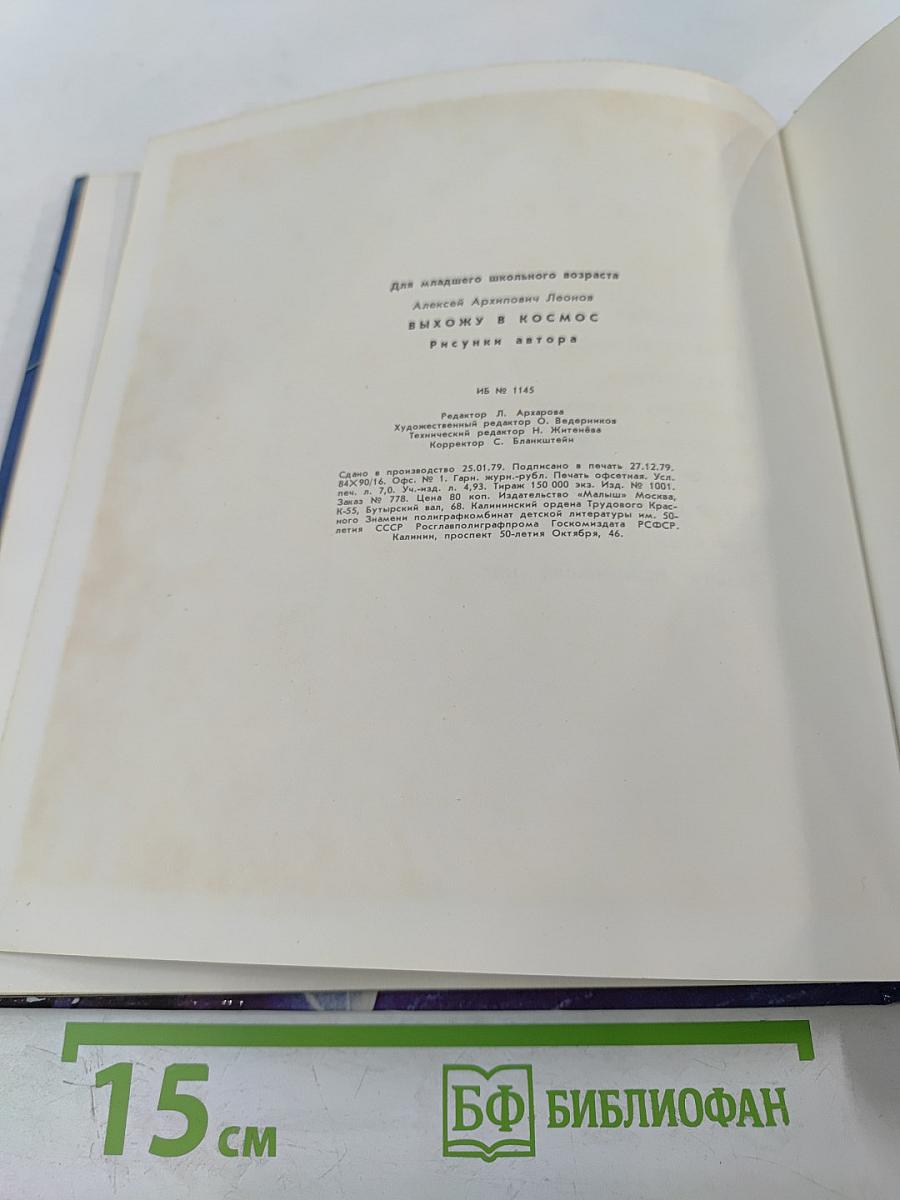 Для младшего школьного возраста
Алексей Архипович Леонов
ВЫХОЖУ В КОСМОС
Рисунки автора
ИБ № 1145
Редактор Л. Архарова
Художественный редактор О. Ведерников
Технический редактор Н. Житенёва
Корректор С. Бланкштейн
Сдано в производство 25.01.79. Подписано в печать 27.12.79.
84×90/16. Офс. № 1. Гарн. журн.-рубл. Печать офсетная. Усл.
печ. л. 7,0. Уч.-изд. л. 4,93. Тираж 150 000 экз. Изд. № 1001.
Заказ № 778. Цена 80 коп. Издательство «Малыш» Москва,
К-55, Бутырский вал, 68. Калининский ордена Трудового Крас-
ного Знамени полиграфкомбинат детской литературы им. 50-
летия СССР Росглавполиграфпрома Госкомиздата РСФСР.
Калинин, проспект 50-летия Октября, 46.
15 см
БФ БИБЛИОФАН